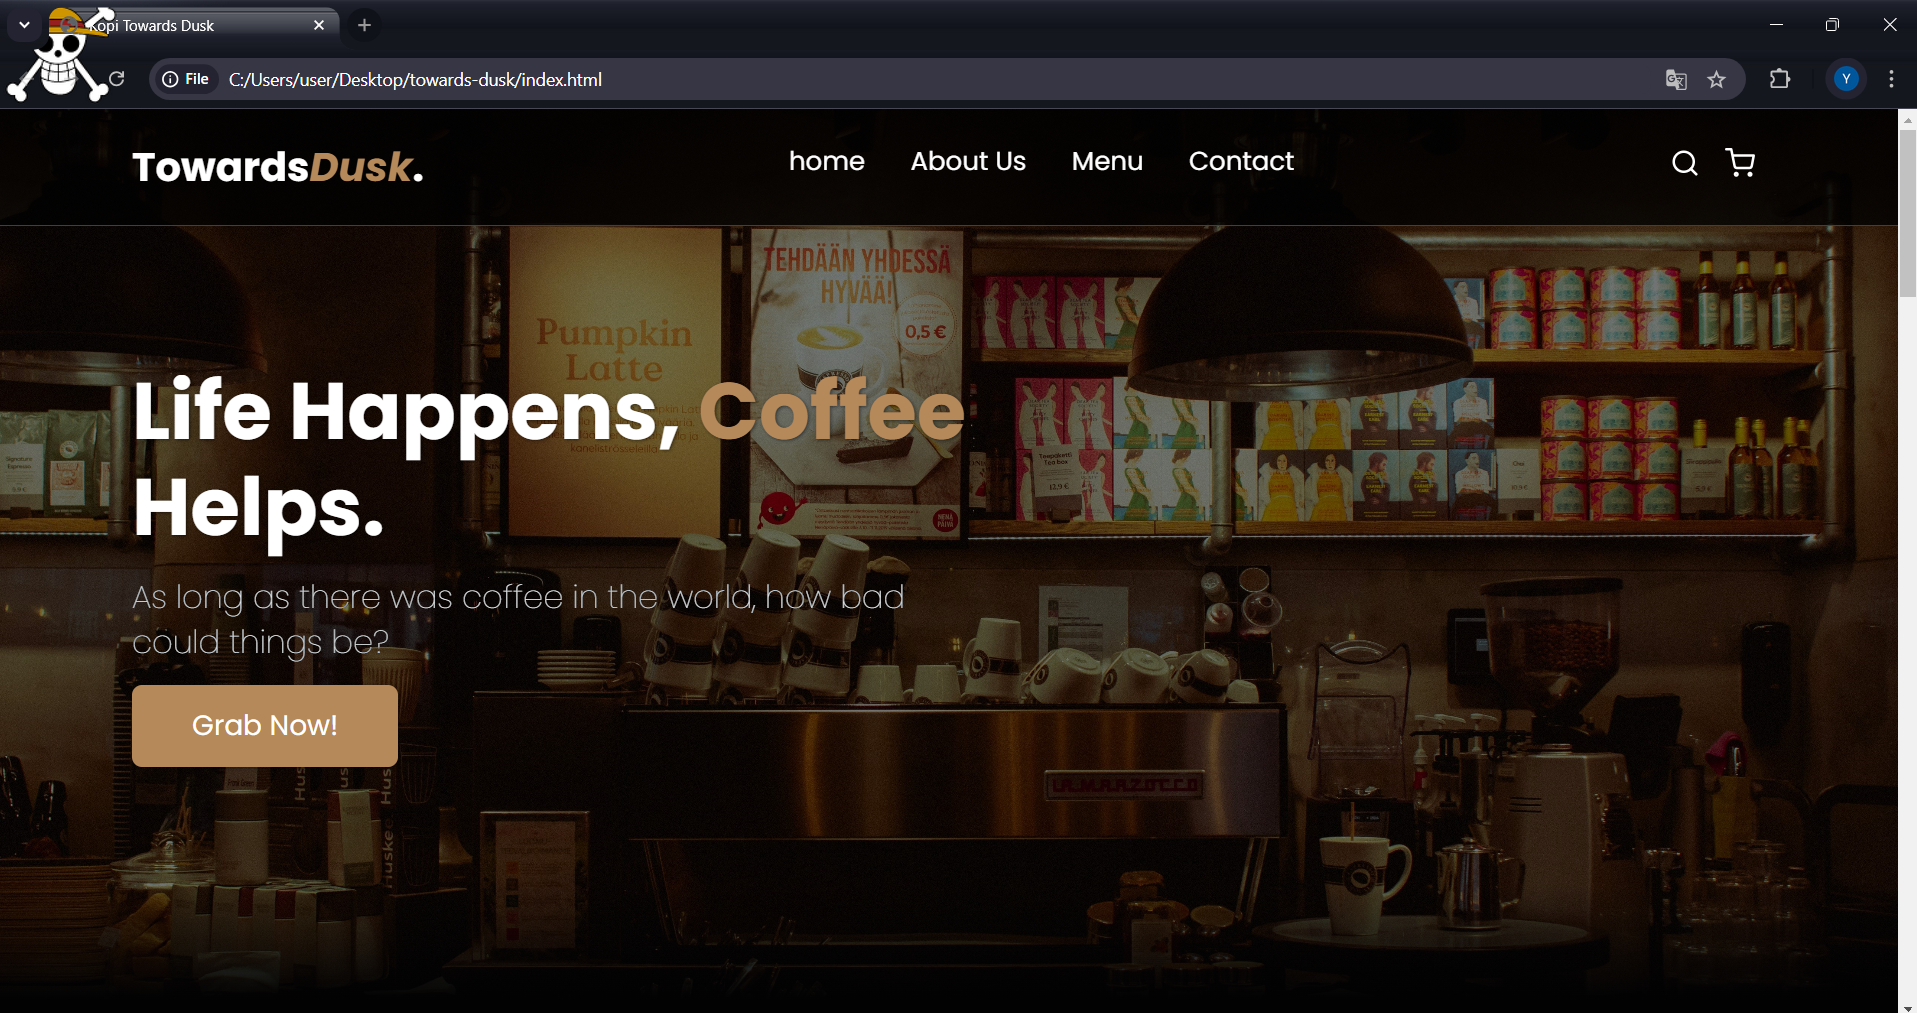 Kopi Towards Dusk
File
C:/Users/user/Desktop/towards-dusk/index.html
Y
TowardsDusk.
home
About Us
Menu
Contact
TEHDÄÄN YHDESSÄ
HYVÄÄ!
0,5 €
Pumpkin
Latte
Life Happens, Coffee
Helps.
As long as there was coffee in the world, how bad
could things be?
Grab Now!
LA MARZOCCO